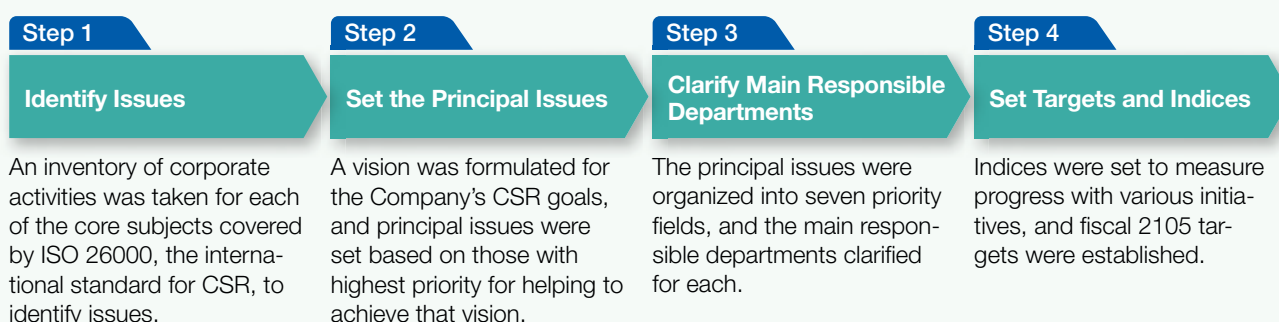 Step 1
Identify Issues
An inventory of corporate
activities was taken for each
of the core subjects covered
by ISO 26000, the interna-
tional standard for CSR, to
identify issues.
Step 2
Set the Principal Issues
A vision was formulated for
the Company's CSR goals,
and principal issues were
set based on those with
highest priority for helping to
achieve that vision.
Step 3
Clarify Main Responsible
Departments
The principal issues were
organized into seven priority
fields, and the main respon-
sible departments clarified
for each.
Step 4
Set Targets and Indices
Indices were set to measure
progress with various initia-
tives, and fiscal 2105 tar-
gets were established.